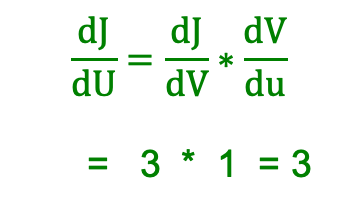 dJ/dU = dJ/dV * dV/du
= 3 * 1 = 3